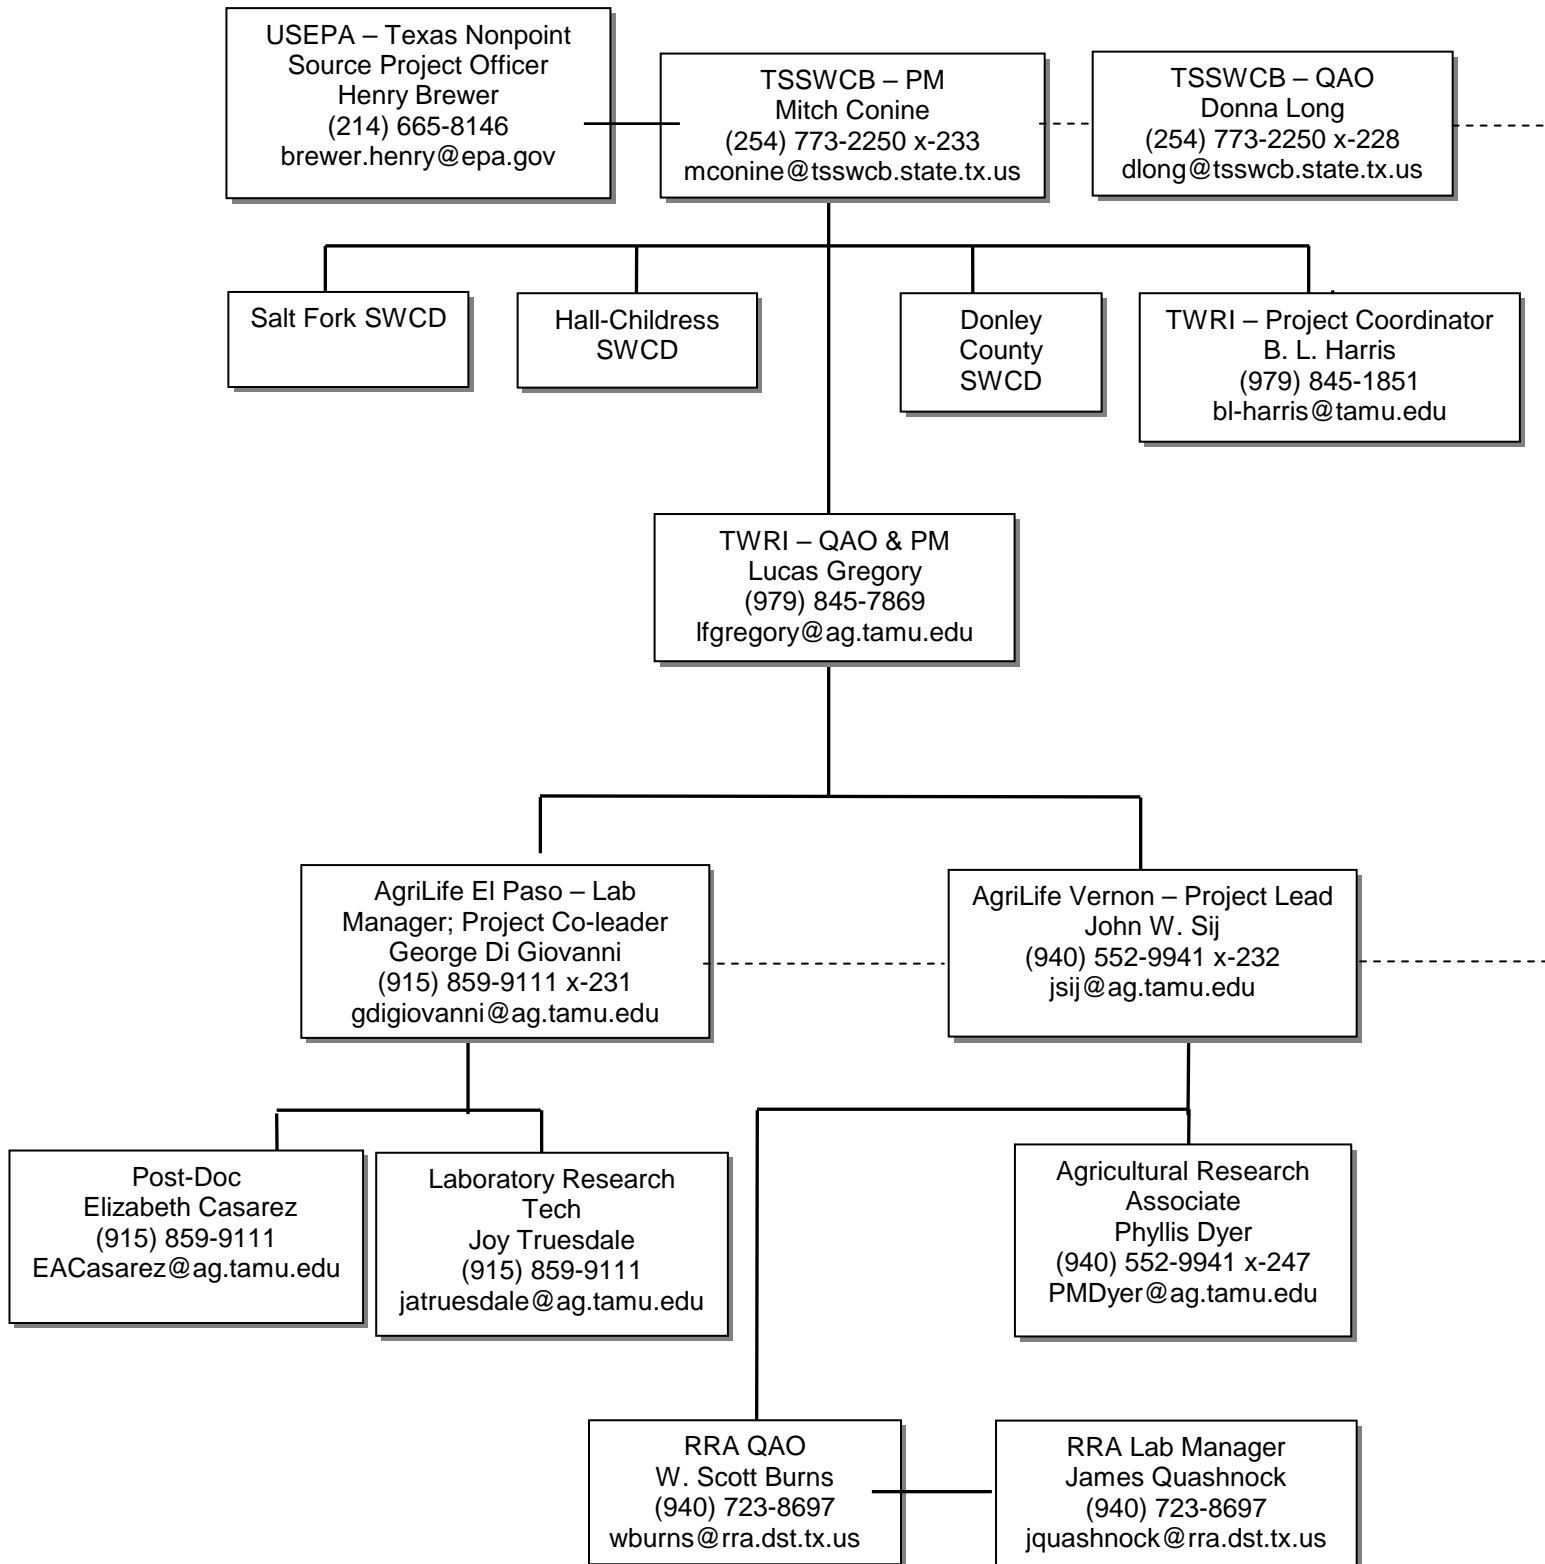 USEPA – Texas Nonpoint
Source Project Officer
Henry Brewer
(214) 665-8146
brewer.henry@epa.gov
TSSWCB – PM
Mitch Conine
(254) 773-2250 x-233
mconine@tsswcb.state.tx.us
TSSWCB – QAO
Donna Long
(254) 773-2250 x-228
dlong@tsswcb.state.tx.us
Salt Fork SWCD
Hall-Childress
SWCD
Donley
County
SWCD
TWRI – Project Coordinator
B. L. Harris
(979) 845-1851
bl-harris@tamu.edu
TWRI – QAO & PM
Lucas Gregory
(979) 845-7869
lfgregory@ag.tamu.edu
AgriLife El Paso – Lab
Manager; Project Co-leader
George Di Giovanni
(915) 859-9111 x-231
gdigiovanni@ag.tamu.edu
AgriLife Vernon – Project Lead
John W. Sij
(940) 552-9941 x-232
jsij@ag.tamu.edu
Post-Doc
Elizabeth Casarez
(915) 859-9111
EACasarez@ag.tamu.edu
Laboratory Research
Tech
Joy Truesdale
(915) 859-9111
jatruesdale@ag.tamu.edu
Agricultural Research
Associate
Phyllis Dyer
(940) 552-9941 x-247
PMDyer@ag.tamu.edu
RRA QAO
W. Scott Burns
(940) 723-8697
wburns@rra.dst.tx.us
RRA Lab Manager
James Quashnock
(940) 723-8697
jquashnock@rra.dst.tx.us